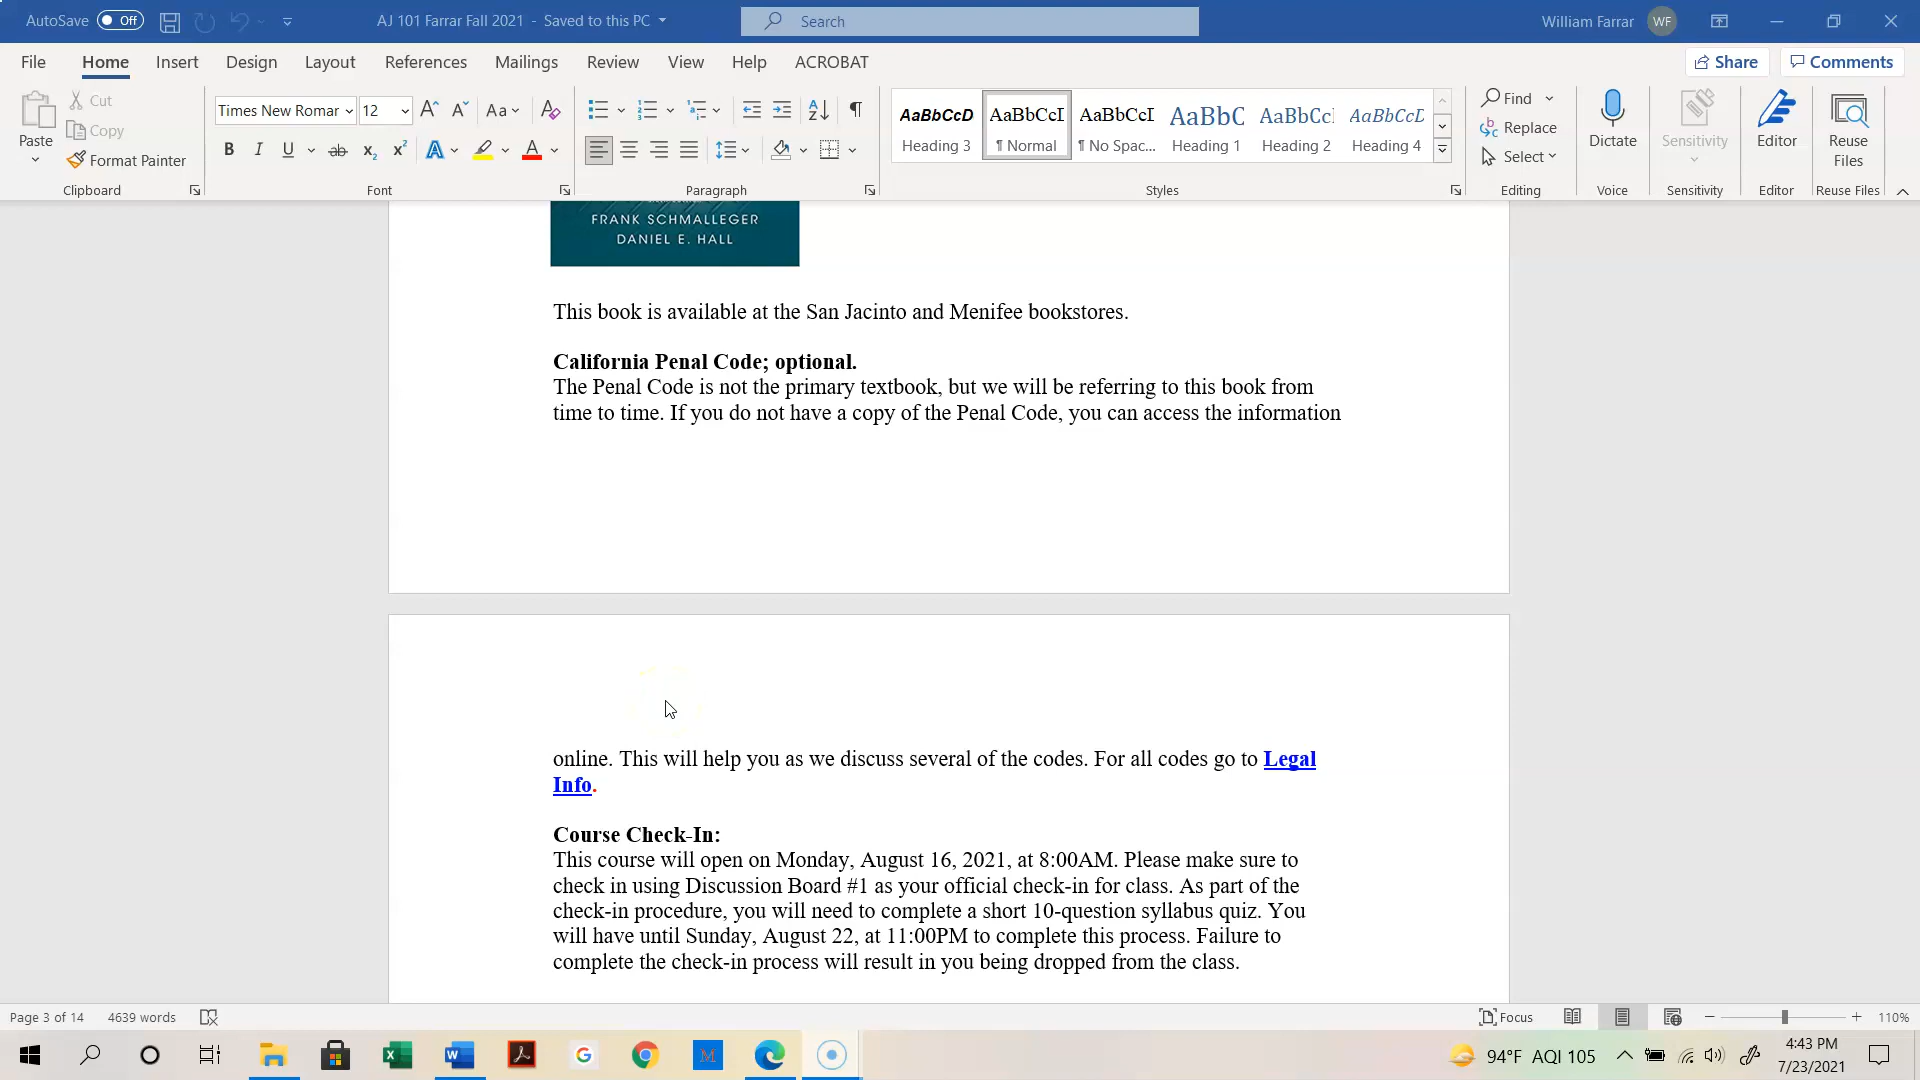 AutoSave Off AJ 101 Farrar Fall 2021 - Saved to this PC Search William Farrar WF
File Home Insert Design Layout References Mailings Review View Help ACROBAT Share Comments
Paste Cut Copy Format Painter
Clipboard
Times New Romar 12 Aa
B I U ab x₂ x² A A
Font
Paragraph
AaBbCcD AaBbCcI AaBbCcI AaBbC AaBbCcI AaBbCcD
Heading 3 ¶ Normal ¶ No Spac... Heading 1 Heading 2 Heading 4
Styles
Find
Replace
Select
Editing
Dictate
Voice
Sensitivity
Sensitivity
Editor
Editor
Reuse
Files
Reuse Files
FRANK SCHMALLEGER
DANIEL E. HALL
This book is available at the San Jacinto and Menifee bookstores.
California Penal Code; optional.
The Penal Code is not the primary textbook, but we will be referring to this book from
time to time. If you do not have a copy of the Penal Code, you can access the information
online. This will help you as we discuss several of the codes. For all codes go to Legal
Info.
Course Check-In:
This course will open on Monday, August 16, 2021, at 8:00AM. Please make sure to
check in using Discussion Board #1 as your official check-in for class. As part of the
check-in procedure, you will need to complete a short 10-question syllabus quiz. You
will have until Sunday, August 22, at 11:00PM to complete this process. Failure to
complete the check-in process will result in you being dropped from the class.
Page 3 of 14 4639 words Focus 110%
94°F AQI 105 4:43 PM
7/23/2021